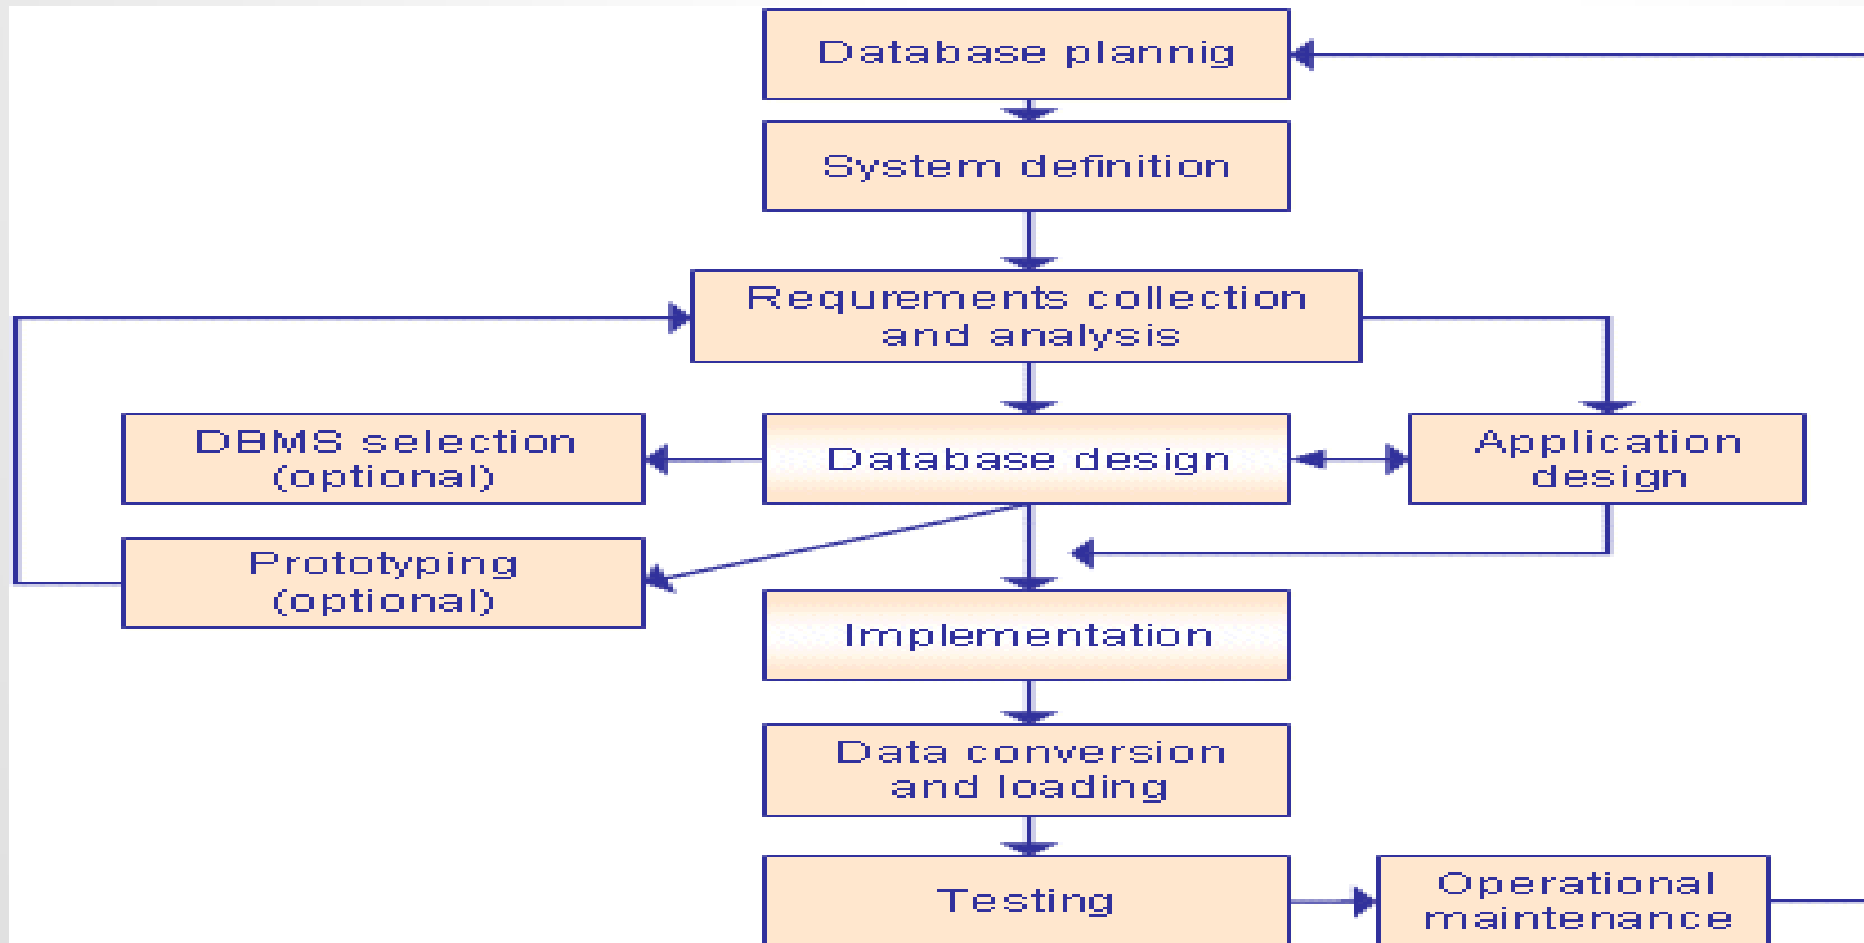 Database plannig
System definition
Requrements collection
and analysis
DBMS selection
(optional)
Database design
Application
design
Prototyping
(optional)
Implementation
Data conversion
and loading
Testing
Operational
maintenance